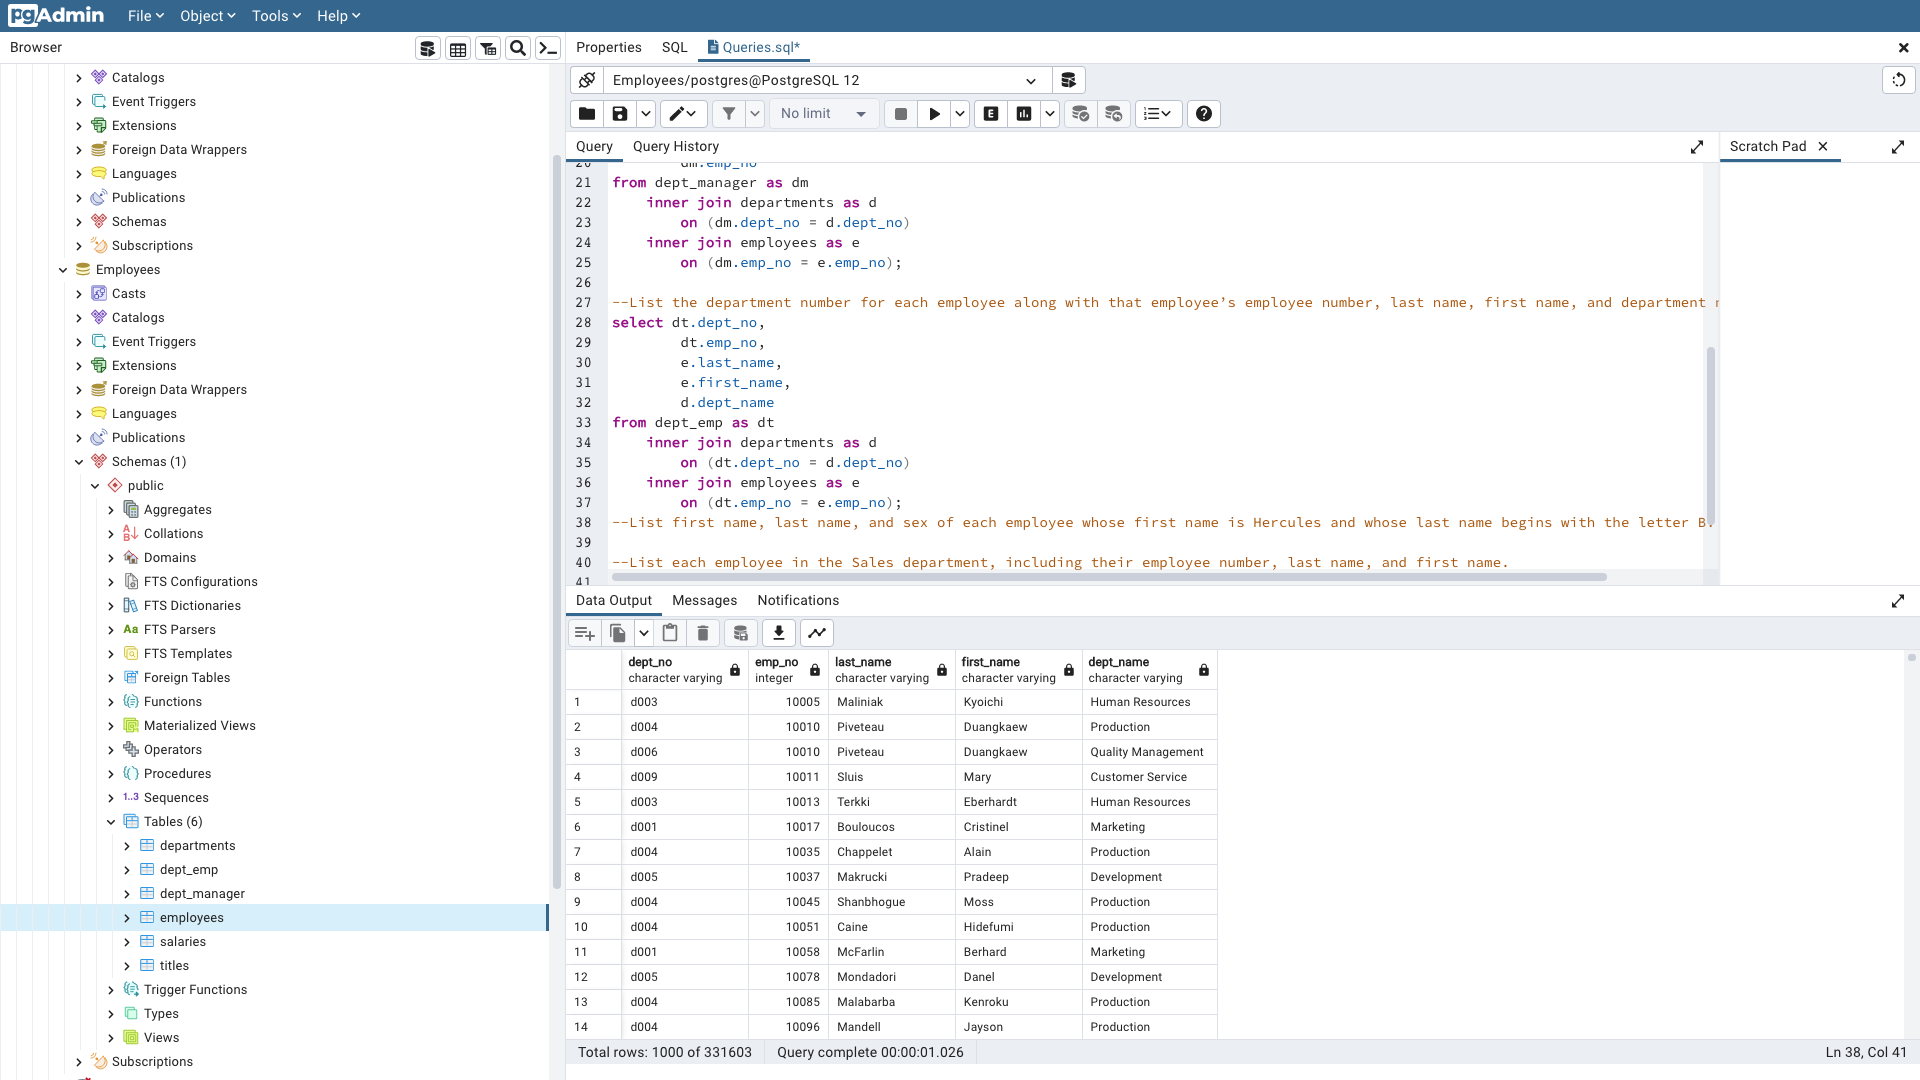 pgAdmin File Object Tools Help
Browser
Properties SQL Queries.sql*
Catalogs
Event Triggers
Extensions
Foreign Data Wrappers
Languages
Publications
Schemas
Subscriptions
Employees
Casts
Catalogs
Event Triggers
Extensions
Foreign Data Wrappers
Languages
Publications
Schemas (1)
public
Aggregates
Collations
Domains
FTS Configurations
FTS Dictionaries
Aa FTS Parsers
FTS Templates
Foreign Tables
Functions
Materialized Views
Operators
Procedures
1..3 Sequences
Tables (6)
departments
dept_emp
dept_manager
employees
salaries
titles
Trigger Functions
Types
Views
Subscriptions
Employees/postgres@PostgreSQL 12
No limit
E
Query Query History
Scratch Pad
20 dm.emp_no
21 from dept_manager as dm
22 inner join departments as d
23 on (dm.dept_no = d.dept_no)
24 inner join employees as e
25 on (dm.emp_no = e.emp_no);
26
27 --List the department number for each employee along with that employee’s employee number, last name, first name, and department
28 select dt.dept_no,
29 dt.emp_no,
30 e.last_name,
31 e.first_name,
32 d.dept_name
33 from dept_emp as dt
34 inner join departments as d
35 on (dt.dept_no = d.dept_no)
36 inner join employees as e
37 on (dt.emp_no = e.emp_no);
38 --List first name, last name, and sex of each employee whose first name is Hercules and whose last name begins with the letter B.
39
40 --List each employee in the Sales department, including their employee number, last name, and first name.
41
Data Output Messages Notifications
dept_no emp_no last_name first_name dept_name
character varying integer character varying character varying character varying
1 d003 10005 Maliniak Kyoichi Human Resources
2 d004 10010 Piveteau Duangkaew Production
3 d006 10010 Piveteau Duangkaew Quality Management
4 d009 10011 Sluis Mary Customer Service
5 d003 10013 Terkki Eberhardt Human Resources
6 d001 10017 Bouloucos Cristinel Marketing
7 d004 10035 Chappelet Alain Production
8 d005 10037 Makrucki Pradeep Development
9 d004 10045 Shanbhogue Moss Production
10 d004 10051 Caine Hidefumi Production
11 d001 10058 McFarlin Berhard Marketing
12 d005 10078 Mondadori Danel Development
13 d004 10085 Malabarba Kenroku Production
14 d004 10096 Mandell Jayson Production
Total rows: 1000 of 331603 Query complete 00:00:01.026 Ln 38, Col 41